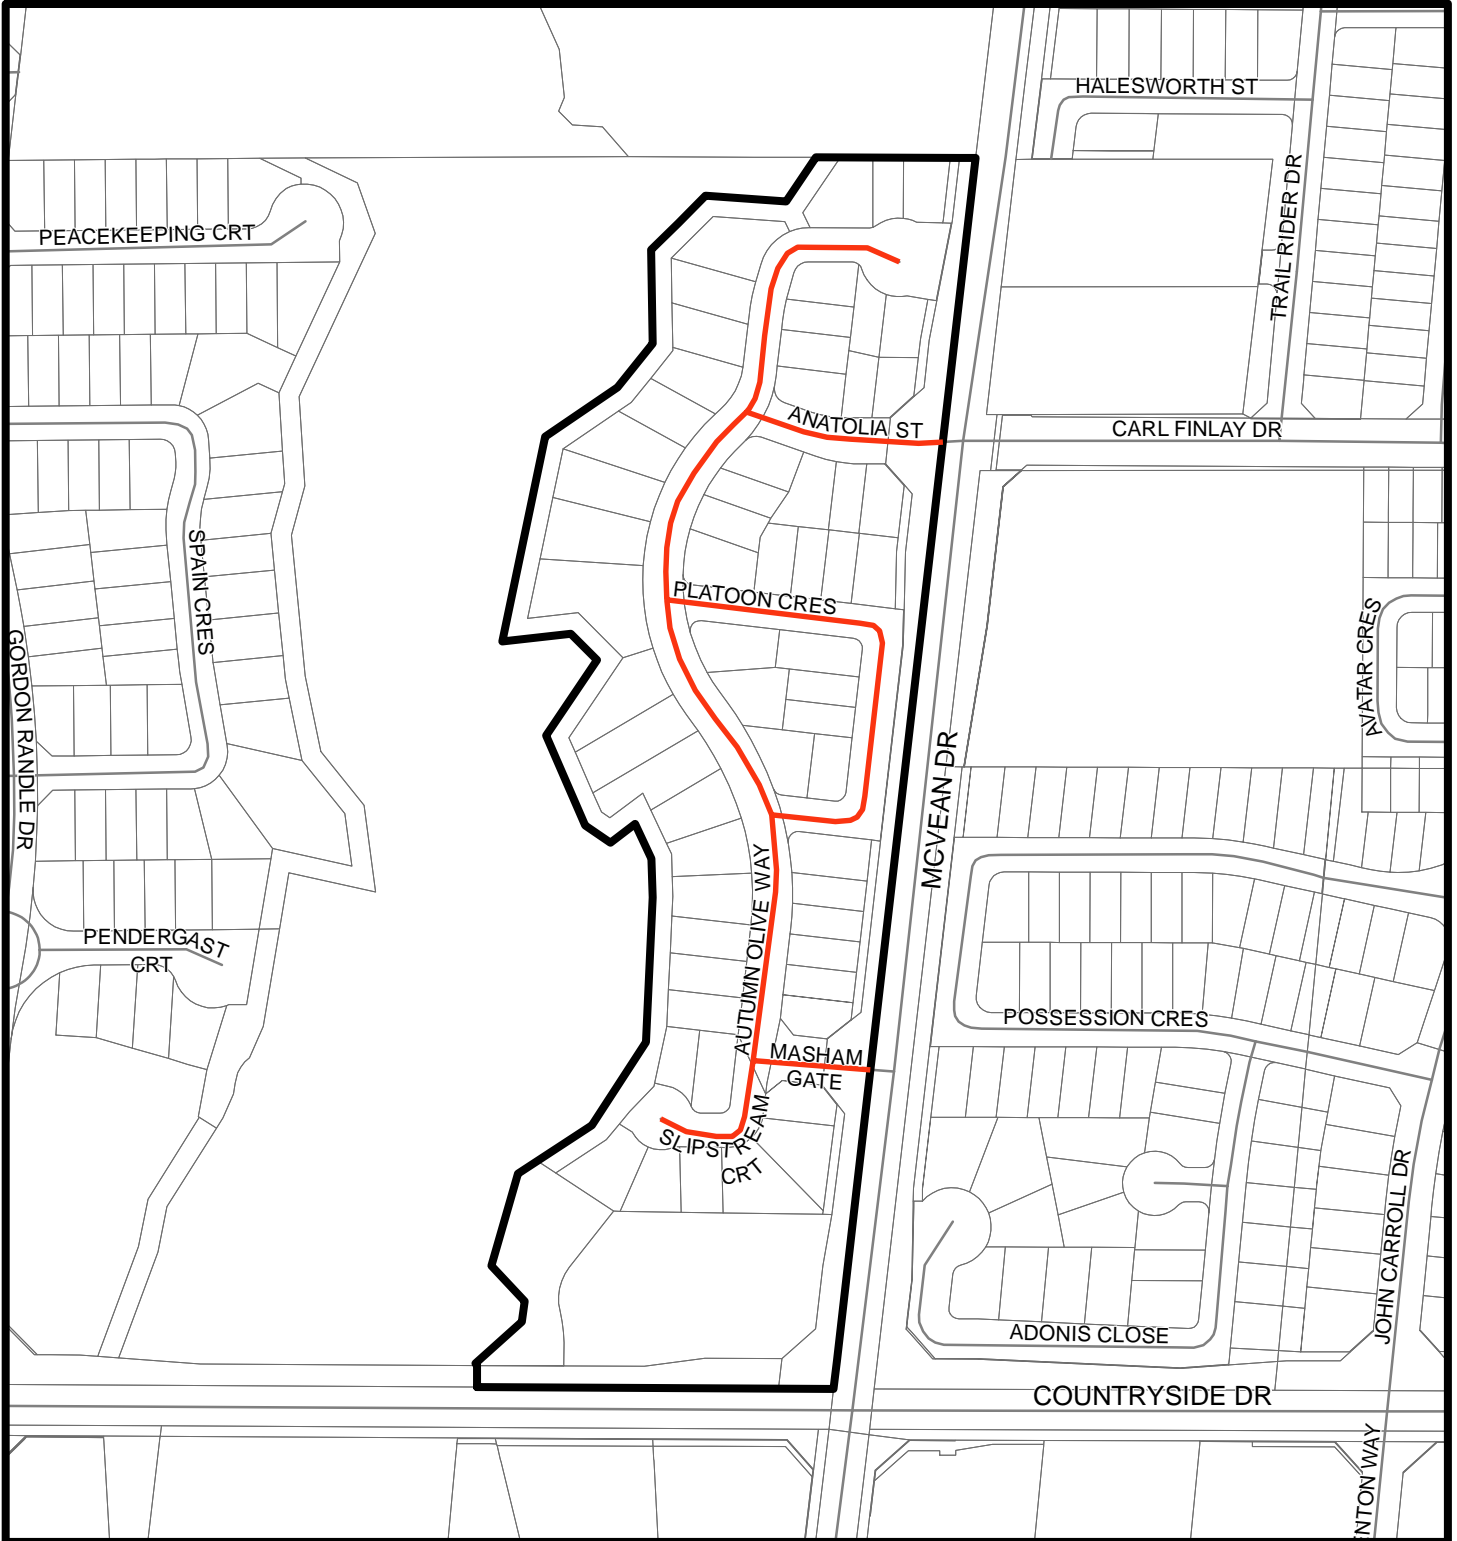 HALESWORTH ST
TRAIL RIDER DR
PEACEKEEPING CRT
ANATOLIA ST
CARL FINLAY DR
SPAIN CRES
PLATOON CRES
AVATAR CRES
GORDON RANDLE DR
MCVEAN DR
AUTUMN OLIVE WAY
PENDERGAST
CRT
POSSESSION CRES
MASHAM
GATE
SLIPSTREAM
CRT
JOHN CARROLL DR
ADONIS CLOSE
COUNTRYSIDE DR
ENTON WAY